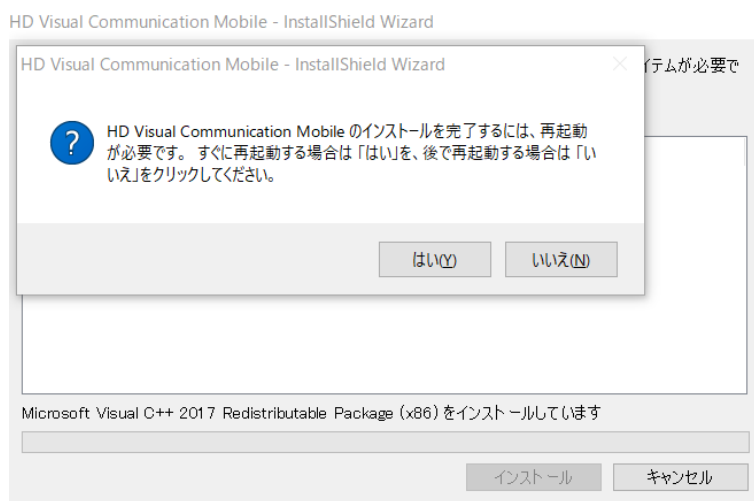 HD Visual Communication Mobile - InstallShield Wizard
HD Visual Communication Mobile - InstallShield Wizard
イテムが必要で
HD Visual Communication Mobile のインストールを完了するには、再起動
が必要です。 すぐに再起動する場合は「はい」を、後で再起動する場合は「い
いえ」をクリックしてください。
はい(Y)
いいえ(N)
Microsoft Visual C++ 2017 Redistributable Package (x86) をインストールしています
インストール
キャンセル